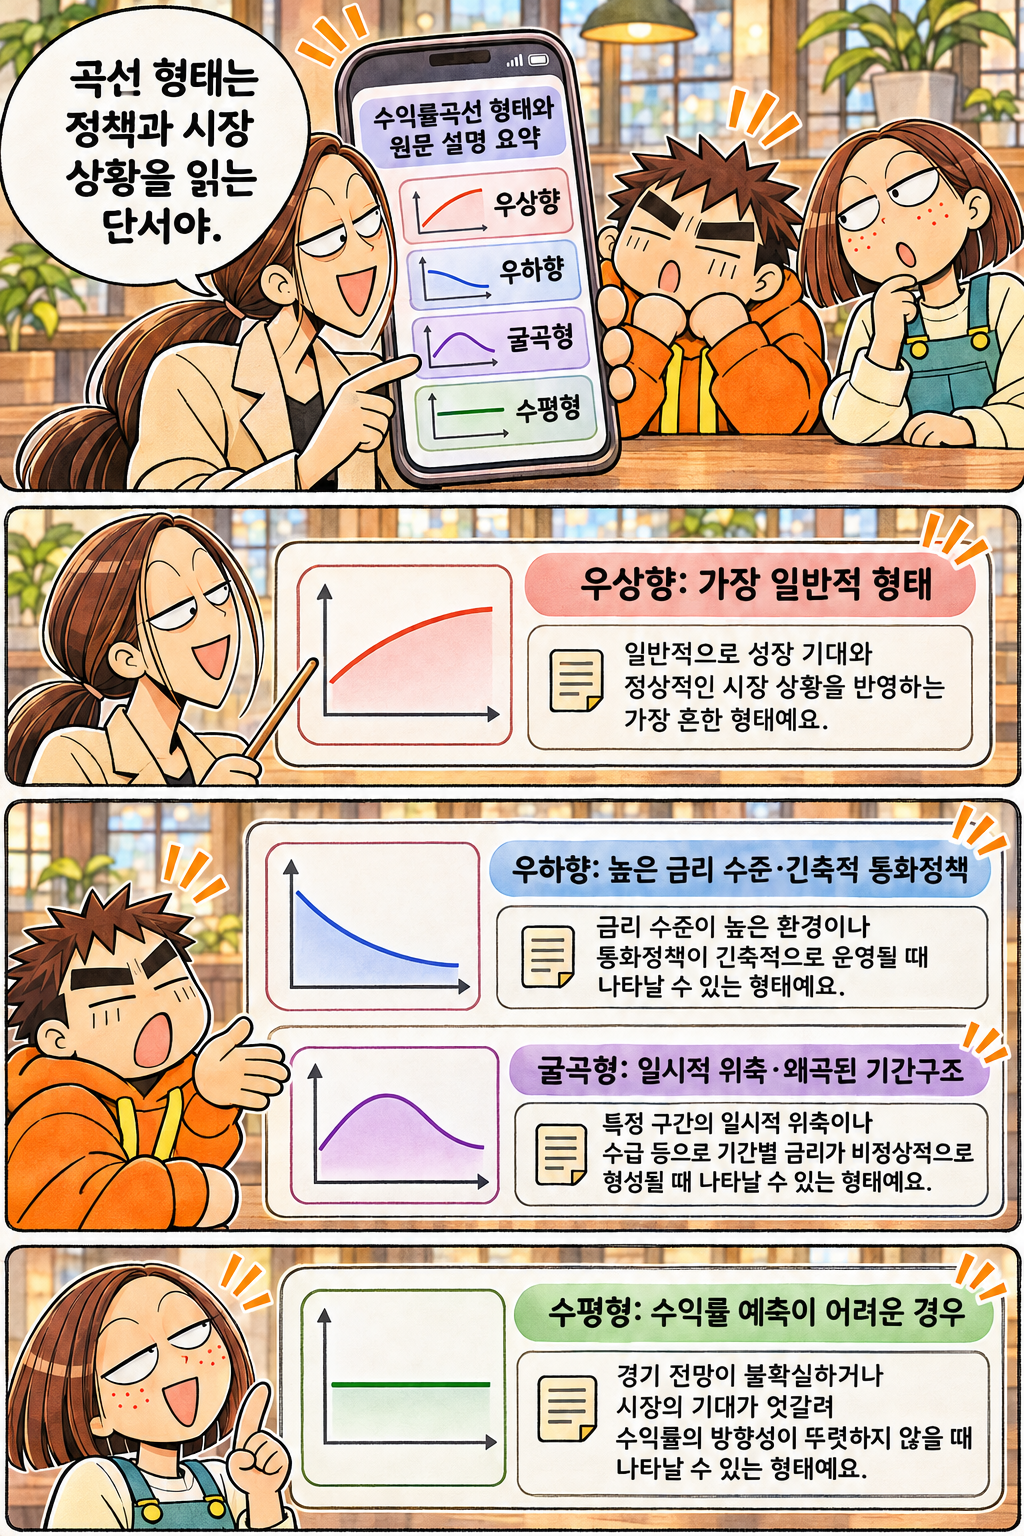 곡선 형태는
정책과 시장
상황을 읽는
단서야.
수익률곡선 형태와
원문 설명 요약
우상향
우하향
굴곡형
수평형
우상향: 가장 일반적 형태
일반적으로 성장 기대와
정상적인 시장 상황을 반영하는
가장 흔한 형태예요.
우하향: 높은 금리 수준·긴축적 통화정책
금리 수준이 높은 환경이나
통화정책이 긴축적으로 운영될 때
나타날 수 있는 형태예요.
굴곡형: 일시적 위축·왜곡된 기간구조
특정 구간의 일시적 위축이나
수급 등으로 기간별 금리가 비정상적으로
형성될 때 나타날 수 있는 형태예요.
수평형: 수익률 예측이 어려운 경우
경기 전망이 불확실하거나
시장의 기대가 엇갈려
수익률의 방향성이 뚜렷하지 않을 때
나타날 수 있는 형태예요.